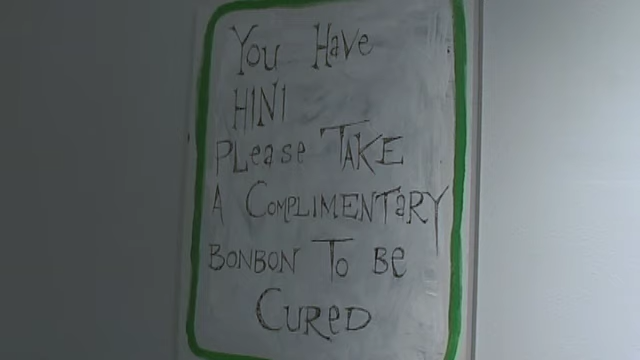 You Have
H1N1
PLease TAKE
A COMPLIMENTaRY
BONBON To Be
CUReD